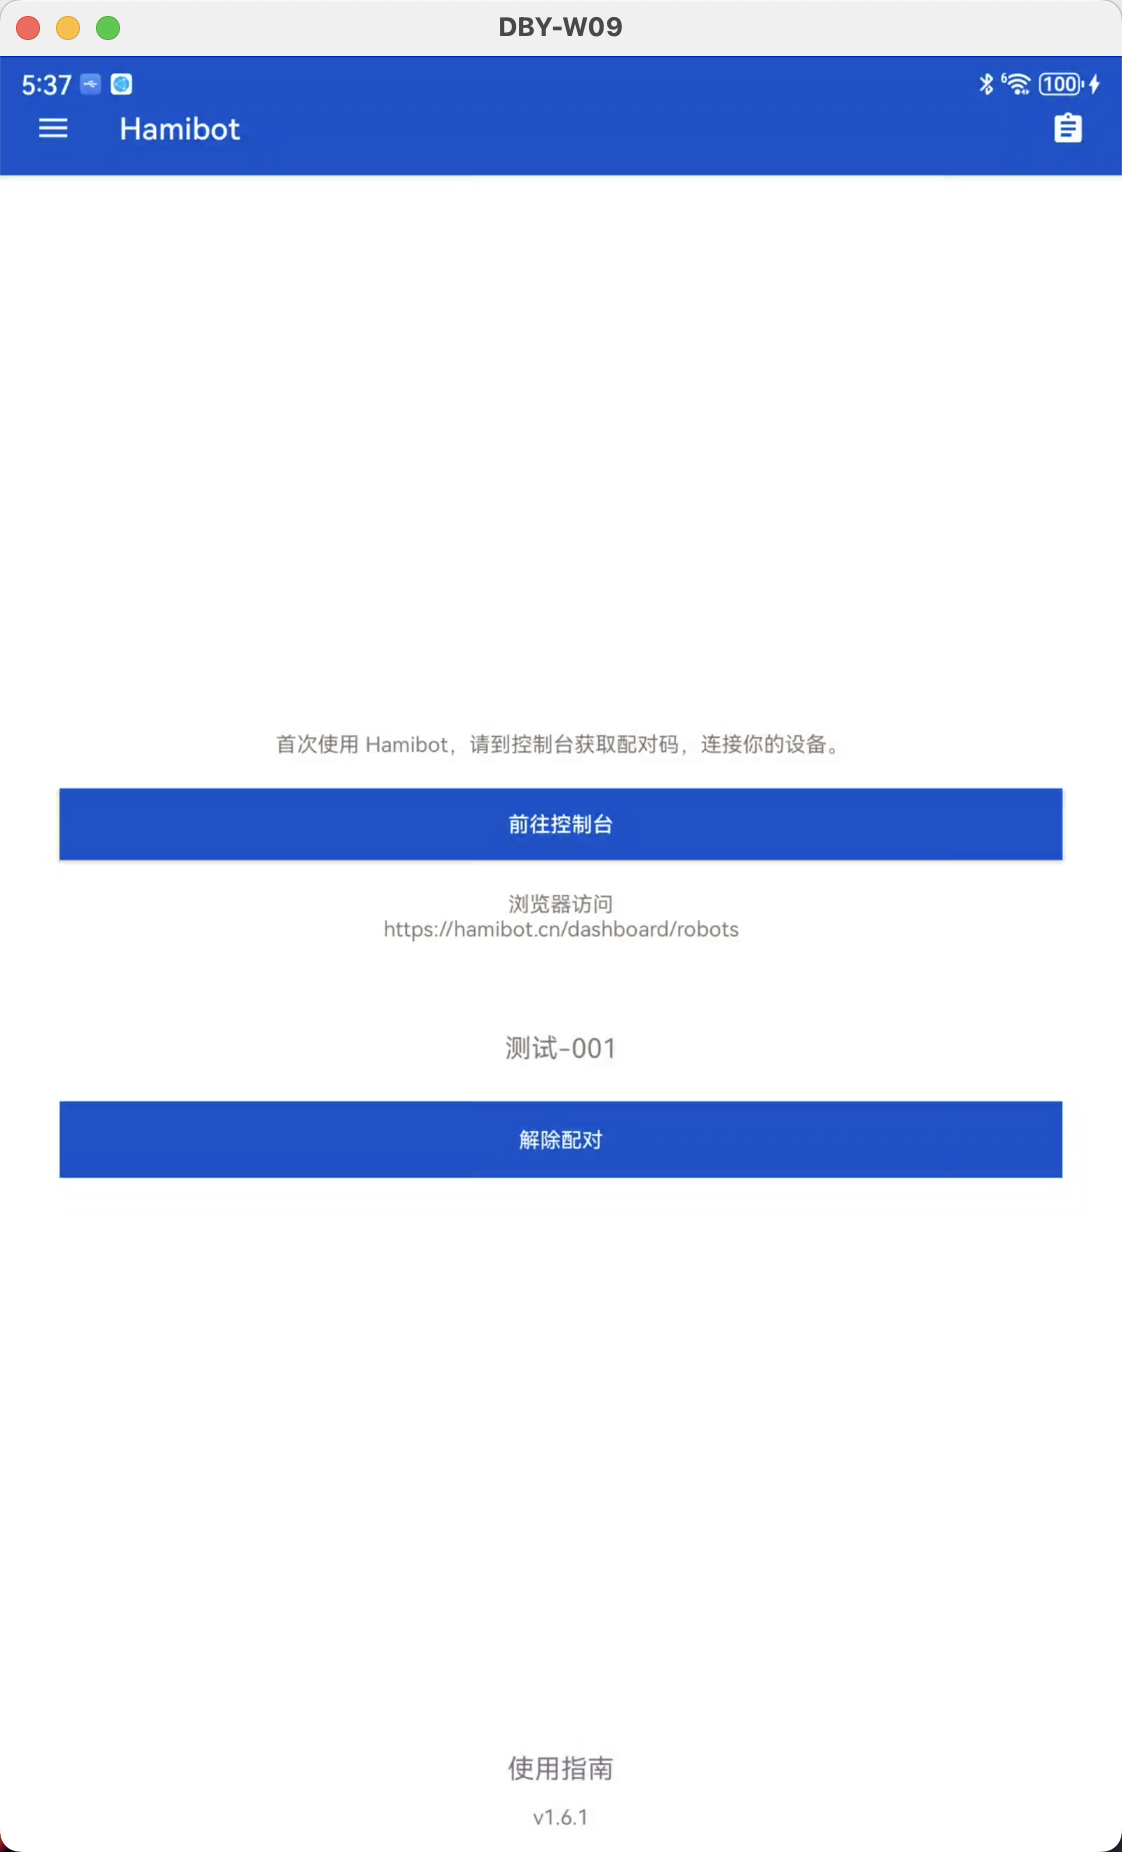 DBY-W09
5:37
6 100
Hamibot
首次使用 Hamibot，请到控制台获取配对码，连接你的设备。
前往控制台
浏览器访问
https://hamibot.cn/dashboard/robots
测试-001
解除配对
使用指南
v1.6.1